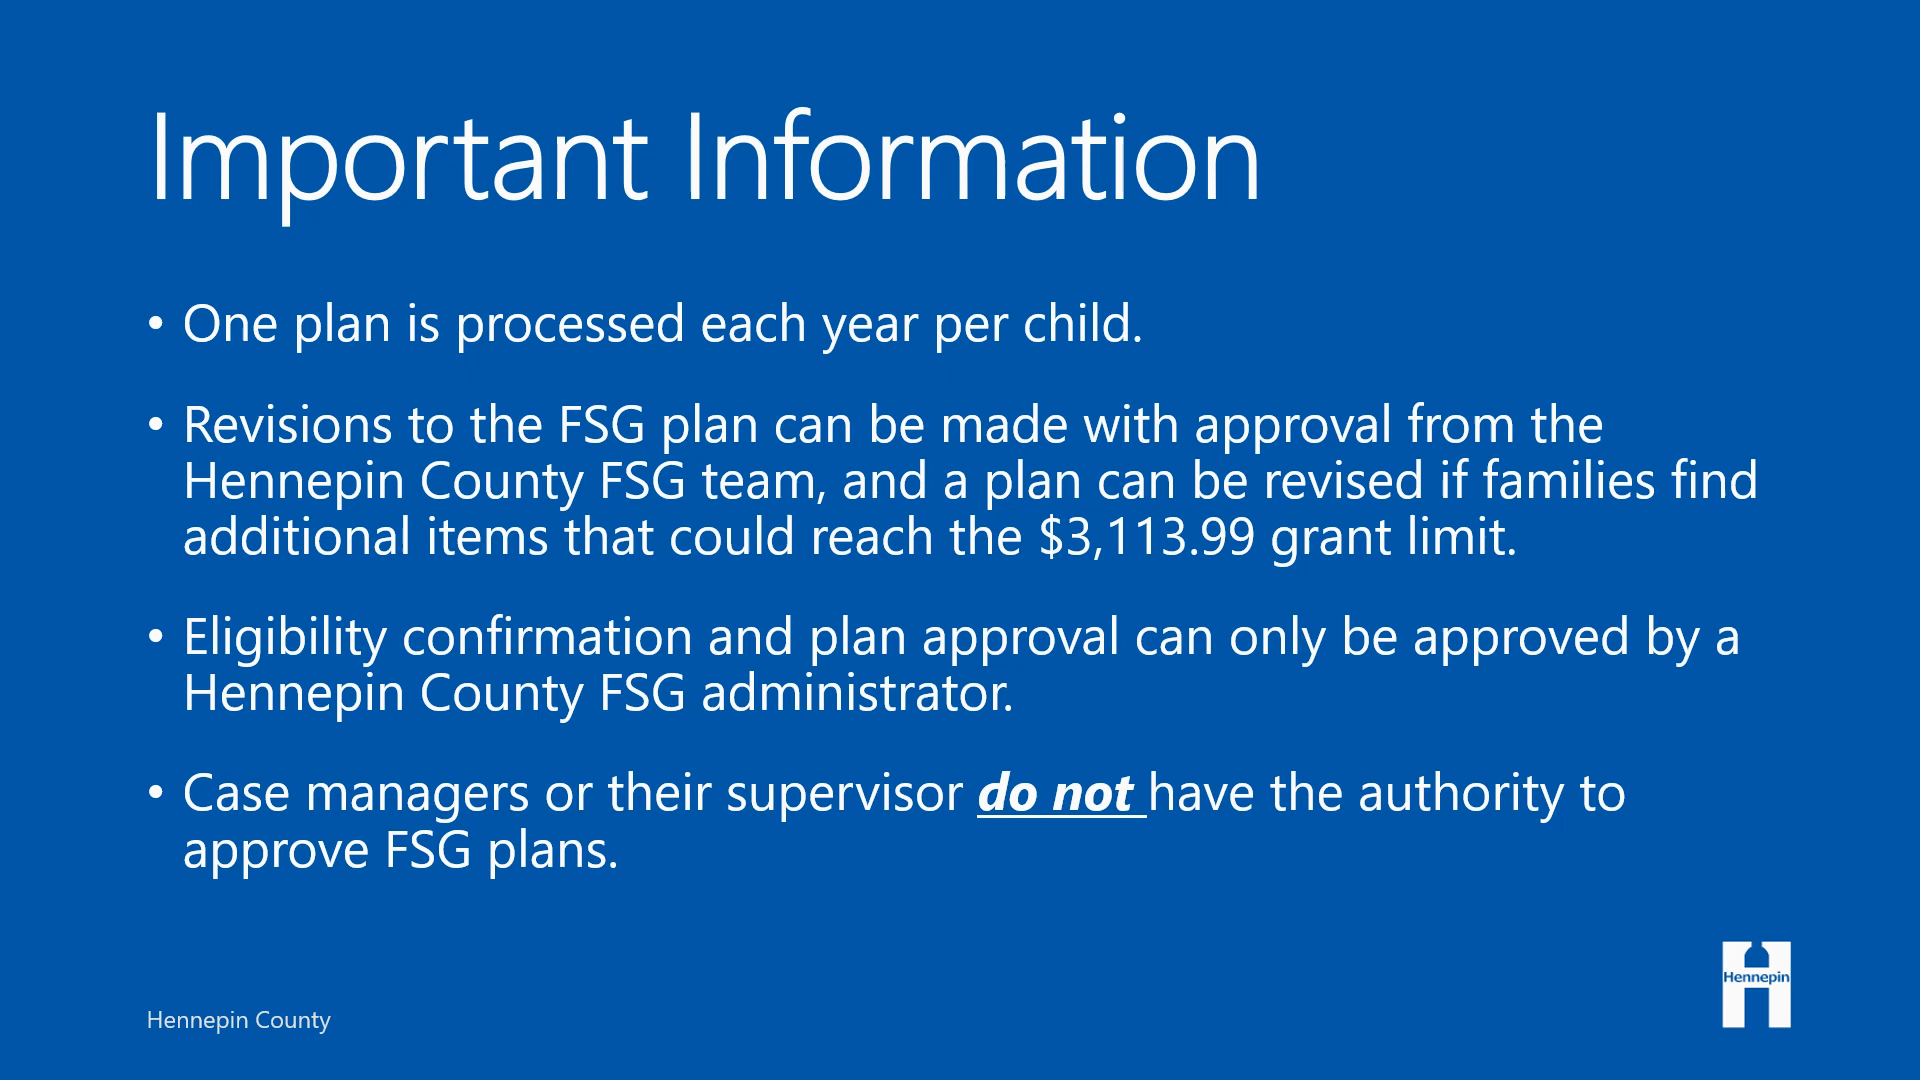 Important Information
• One plan is processed each year per child.
• Revisions to the FSG plan can be made with approval from the
Hennepin County FSG team, and a plan can be revised if families find
additional items that could reach the $3,113.99 grant limit.
• Eligibility confirmation and plan approval can only be approved by a
Hennepin County FSG administrator.
• Case managers or their supervisor do not have the authority to
approve FSG plans.
Hennepin
Hennepin County